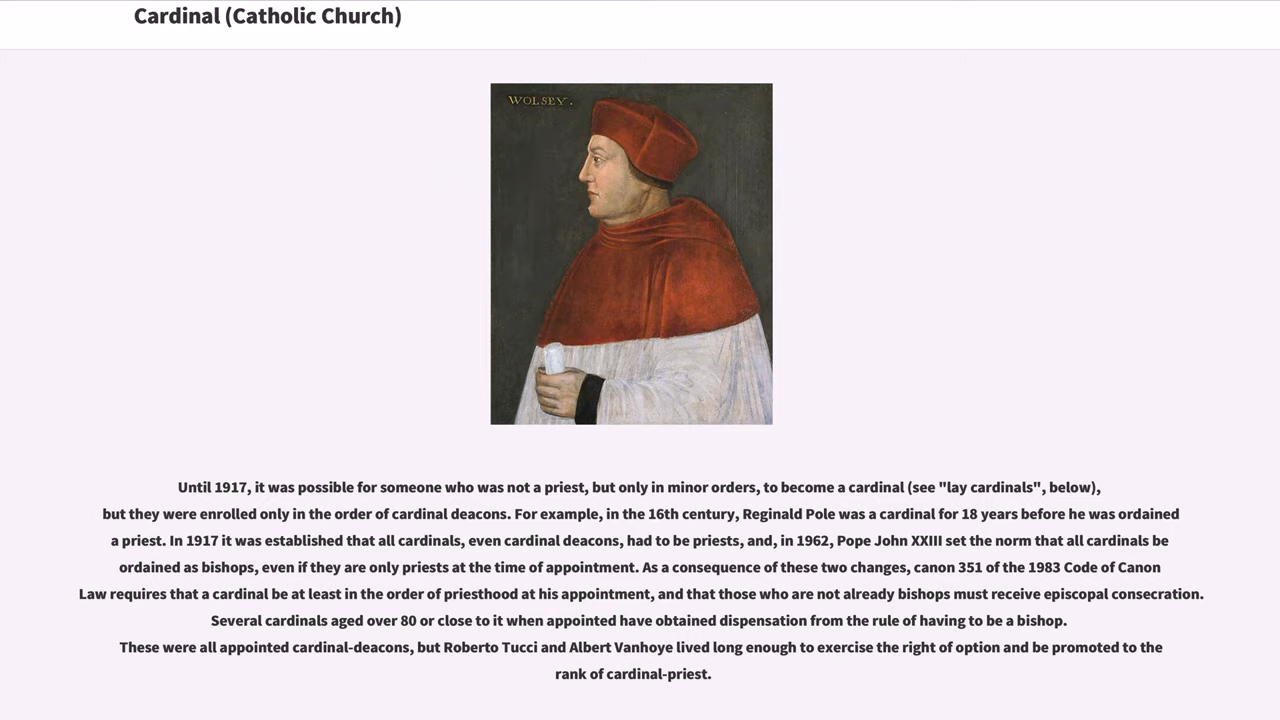 Cardinal (Catholic Church)
WOLSEY.
Until 1917, it was possible for someone who was not a priest, but only in minor orders, to become a cardinal (see "lay cardinals", below),
but they were enrolled only in the order of cardinal deacons. For example, in the 16th century, Reginald Pole was a cardinal for 18 years before he was ordained
a priest. In 1917 it was established that all cardinals, even cardinal deacons, had to be priests, and, in 1962, Pope John XXIII set the norm that all cardinals be
ordained as bishops, even if they are only priests at the time of appointment. As a consequence of these two changes, canon 351 of the 1983 Code of Canon
Law requires that a cardinal be at least in the order of priesthood at his appointment, and that those who are not already bishops must receive episcopal consecration.
Several cardinals aged over 80 or close to it when appointed have obtained dispensation from the rule of having to be a bishop.
These were all appointed cardinal-deacons, but Roberto Tucci and Albert Vanhoye lived long enough to exercise the right of option and be promoted to the
rank of cardinal-priest.